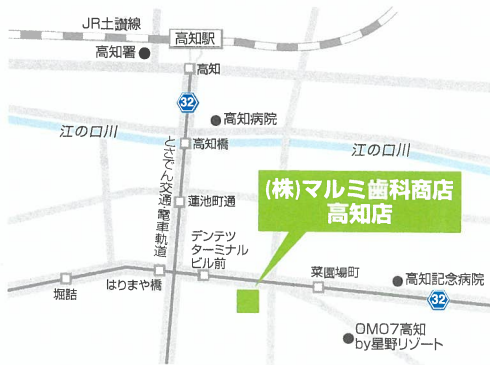 JR土讃線
高知駅
高知署
高知
32
高知病院
江の口川
高知橋
江の口川
とさでん交通・電車軌道
(株)マルミ歯科商店
高知店
蓮池町通
デンテツ
ターミナル
ビル前
菜園場町
高知記念病院
堀詰
はりまや橋
32
OMO7高知
by星野リゾート